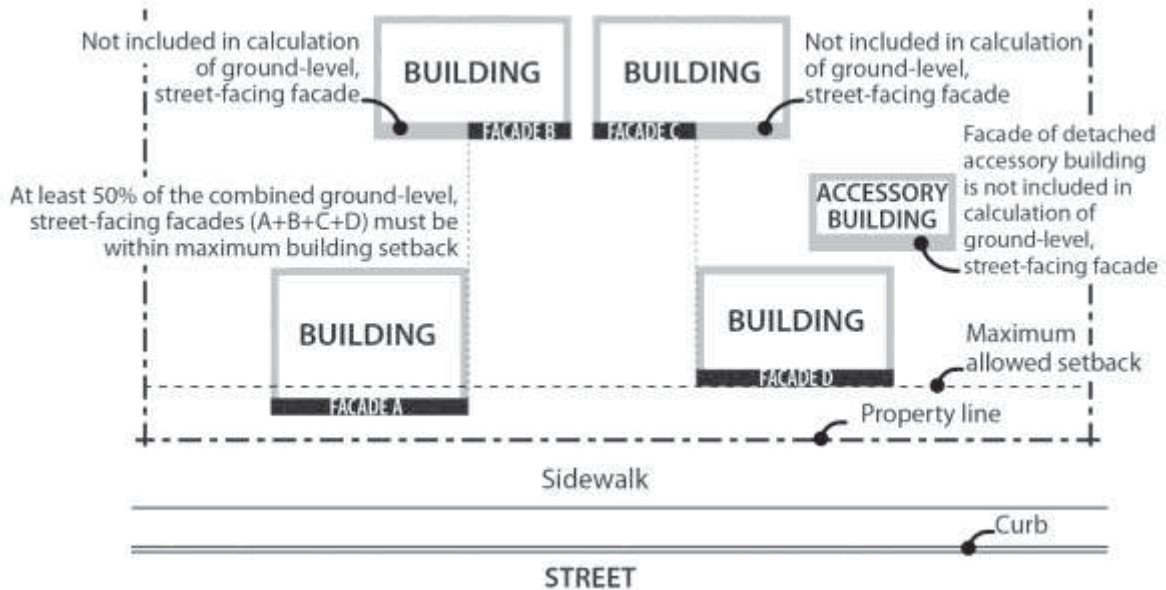 Not included in calculation
of ground-level,
street-facing facade
BUILDING
FACADE B
BUILDING
FACADE C
Not included in calculation
of ground-level,
street-facing facade
At least 50% of the combined ground-level,
street-facing facades (A+B+C+D) must be
within maximum building setback
ACCESSORY
BUILDING
Facade of detached
accessory building
is not included in
calculation of
ground-level,
street-facing facade
BUILDING
FACADE A
BUILDING
FACADE D
Maximum
allowed setback
Property line
Sidewalk
Curb
STREET